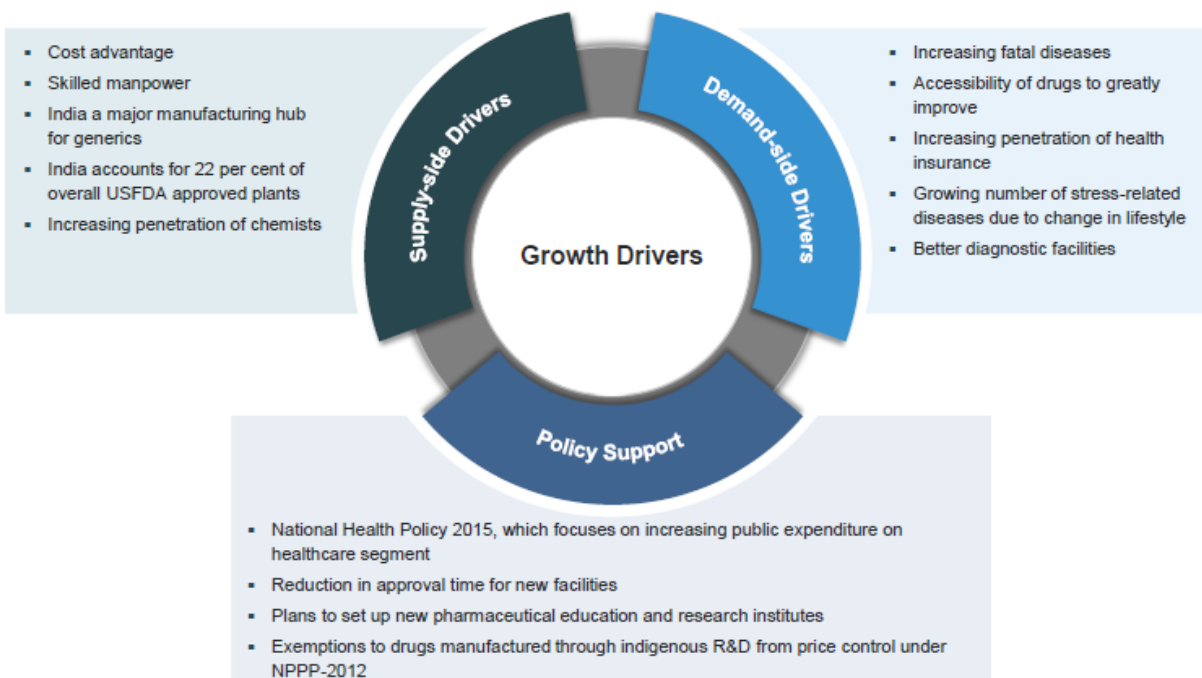 ▪ Cost advantage
▪ Skilled manpower
▪ India a major manufacturing hub
for generics
▪ India accounts for 22 per cent of
overall USFDA approved plants
▪ Increasing penetration of chemists
Supply-side Drivers
Growth Drivers
Demand-side Drivers
▪ Increasing fatal diseases
▪ Accessibility of drugs to greatly
improve
▪ Increasing penetration of health
insurance
▪ Growing number of stress-related
diseases due to change in lifestyle
▪ Better diagnostic facilities
Policy Support
▪ National Health Policy 2015, which focuses on increasing public expenditure on
healthcare segment
▪ Reduction in approval time for new facilities
▪ Plans to set up new pharmaceutical education and research institutes
▪ Exemptions to drugs manufactured through indigenous R&D from price control under
NPPP-2012